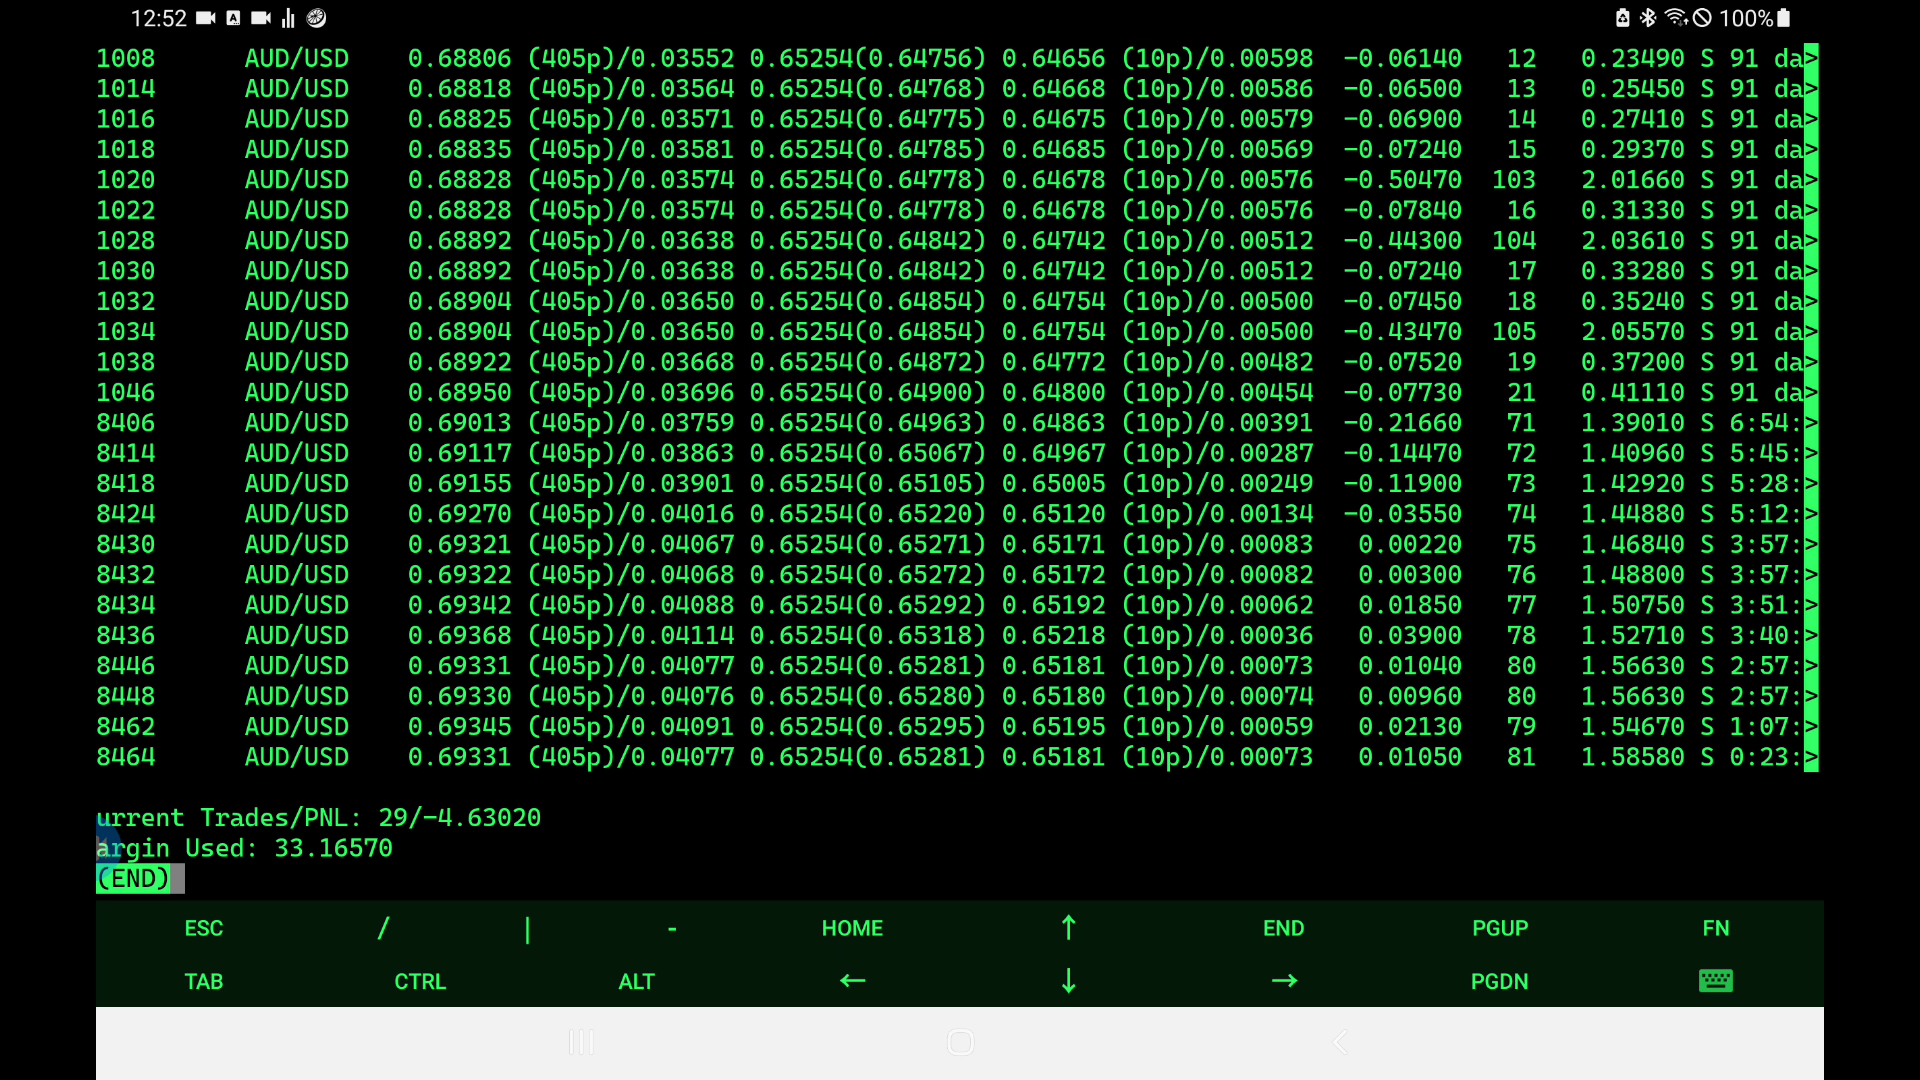 12:52 100%
1008 AUD/USD 0.68806 (405p)/0.03552 0.65254(0.64756) 0.64656 (10p)/0.00598 -0.06140 12 0.23490 S 91 da>
1014 AUD/USD 0.68818 (405p)/0.03564 0.65254(0.64768) 0.64668 (10p)/0.00586 -0.06500 13 0.25450 S 91 da>
1016 AUD/USD 0.68825 (405p)/0.03571 0.65254(0.64775) 0.64675 (10p)/0.00579 -0.06900 14 0.27410 S 91 da>
1018 AUD/USD 0.68835 (405p)/0.03581 0.65254(0.64785) 0.64685 (10p)/0.00569 -0.07240 15 0.29370 S 91 da>
1020 AUD/USD 0.68828 (405p)/0.03574 0.65254(0.64778) 0.64678 (10p)/0.00576 -0.50470 103 2.01660 S 91 da>
1022 AUD/USD 0.68828 (405p)/0.03574 0.65254(0.64778) 0.64678 (10p)/0.00576 -0.07840 16 0.31330 S 91 da>
1028 AUD/USD 0.68892 (405p)/0.03638 0.65254(0.64842) 0.64742 (10p)/0.00512 -0.44300 104 2.03610 S 91 da>
1030 AUD/USD 0.68892 (405p)/0.03638 0.65254(0.64842) 0.64742 (10p)/0.00512 -0.07240 17 0.33280 S 91 da>
1032 AUD/USD 0.68904 (405p)/0.03650 0.65254(0.64854) 0.64754 (10p)/0.00500 -0.07450 18 0.35240 S 91 da>
1034 AUD/USD 0.68904 (405p)/0.03650 0.65254(0.64854) 0.64754 (10p)/0.00500 -0.43470 105 2.05570 S 91 da>
1038 AUD/USD 0.68922 (405p)/0.03668 0.65254(0.64872) 0.64772 (10p)/0.00482 -0.07520 19 0.37200 S 91 da>
1046 AUD/USD 0.68950 (405p)/0.03696 0.65254(0.64900) 0.64800 (10p)/0.00454 -0.07730 21 0.41110 S 91 da>
8406 AUD/USD 0.69013 (405p)/0.03759 0.65254(0.64963) 0.64863 (10p)/0.00391 -0.21660 71 1.39010 S 6:54:>
8414 AUD/USD 0.69117 (405p)/0.03863 0.65254(0.65067) 0.64967 (10p)/0.00287 -0.14470 72 1.40960 S 5:45:>
8418 AUD/USD 0.69155 (405p)/0.03901 0.65254(0.65105) 0.65005 (10p)/0.00249 -0.11900 73 1.42920 S 5:28:>
8424 AUD/USD 0.69270 (405p)/0.04016 0.65254(0.65220) 0.65120 (10p)/0.00134 -0.03550 74 1.44880 S 5:12:>
8430 AUD/USD 0.69321 (405p)/0.04067 0.65254(0.65271) 0.65171 (10p)/0.00083 0.00220 75 1.46840 S 3:57:>
8432 AUD/USD 0.69322 (405p)/0.04068 0.65254(0.65272) 0.65172 (10p)/0.00082 0.00300 76 1.48800 S 3:57:>
8434 AUD/USD 0.69342 (405p)/0.04088 0.65254(0.65292) 0.65192 (10p)/0.00062 0.01850 77 1.50750 S 3:51:>
8436 AUD/USD 0.69368 (405p)/0.04114 0.65254(0.65318) 0.65218 (10p)/0.00036 0.03900 78 1.52710 S 3:40:>
8446 AUD/USD 0.69331 (405p)/0.04077 0.65254(0.65281) 0.65181 (10p)/0.00073 0.01040 80 1.56630 S 2:57:>
8448 AUD/USD 0.69330 (405p)/0.04076 0.65254(0.65280) 0.65180 (10p)/0.00074 0.00960 80 1.56630 S 2:57:>
8462 AUD/USD 0.69345 (405p)/0.04091 0.65254(0.65295) 0.65195 (10p)/0.00059 0.02130 79 1.54670 S 1:07:>
8464 AUD/USD 0.69331 (405p)/0.04077 0.65254(0.65281) 0.65181 (10p)/0.00073 0.01050 81 1.58580 S 0:23:>
urrent Trades/PNL: 29/-4.63020
argin Used: 33.16570
(END)
ESC / | - HOME ↑ END PGUP FN
TAB CTRL ALT ← ↓ → PGDN